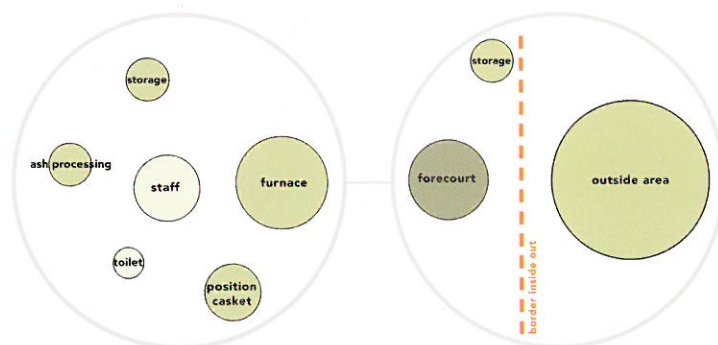 storage
ash processing
staff
furnace
toilet
position
casket
storage
forecourt
outside area
border inside out